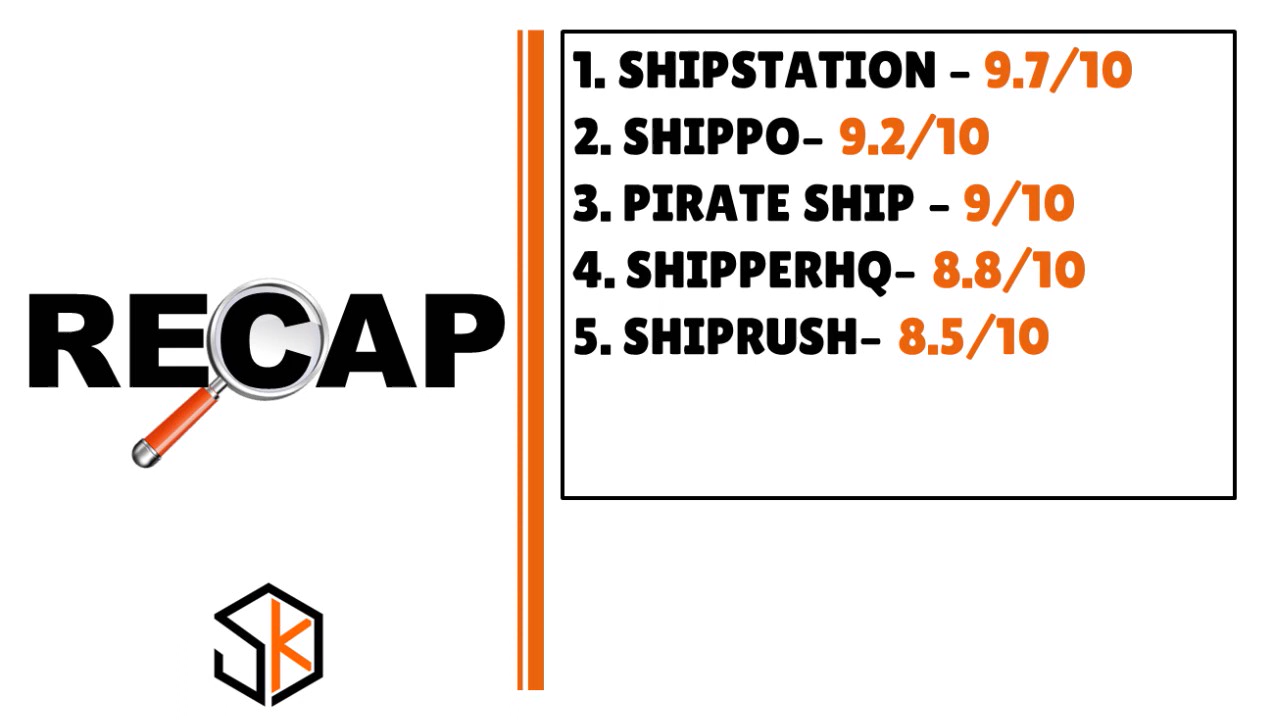 RECAP
1. SHIPSTATION – 9.7/10
2. SHIPPO– 9.2/10
3. PIRATE SHIP – 9/10
4. SHIPPERHQ– 8.8/10
5. SHIPRUSH– 8.5/10
SK